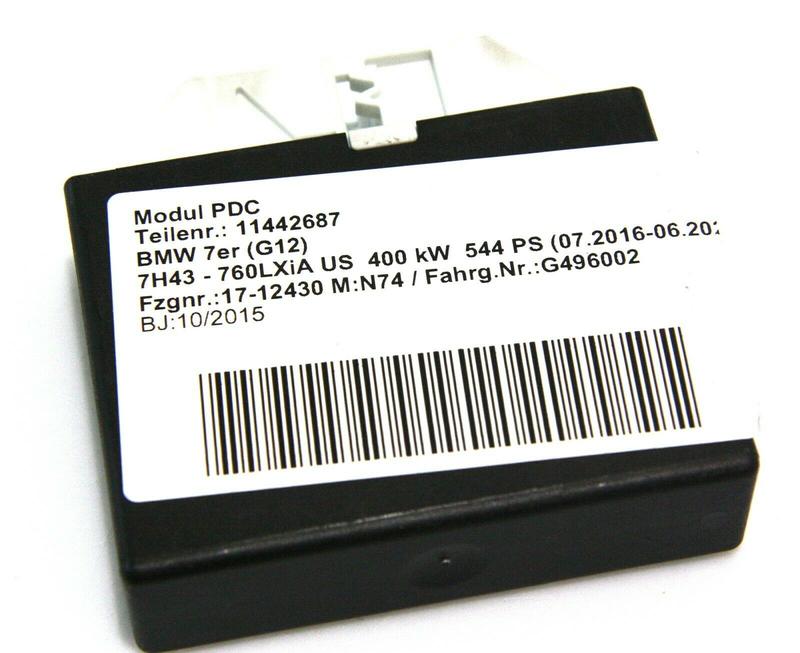 Modul PDC
Teilenr.: 11442687
BMW 7er (G12)
7H43 - 760LXiA US 400 kW 544 PS (07.2016-06.202
Fzgnr.:17-12430 M:N74 / Fahrg.Nr.:G496002
BJ:10/2015